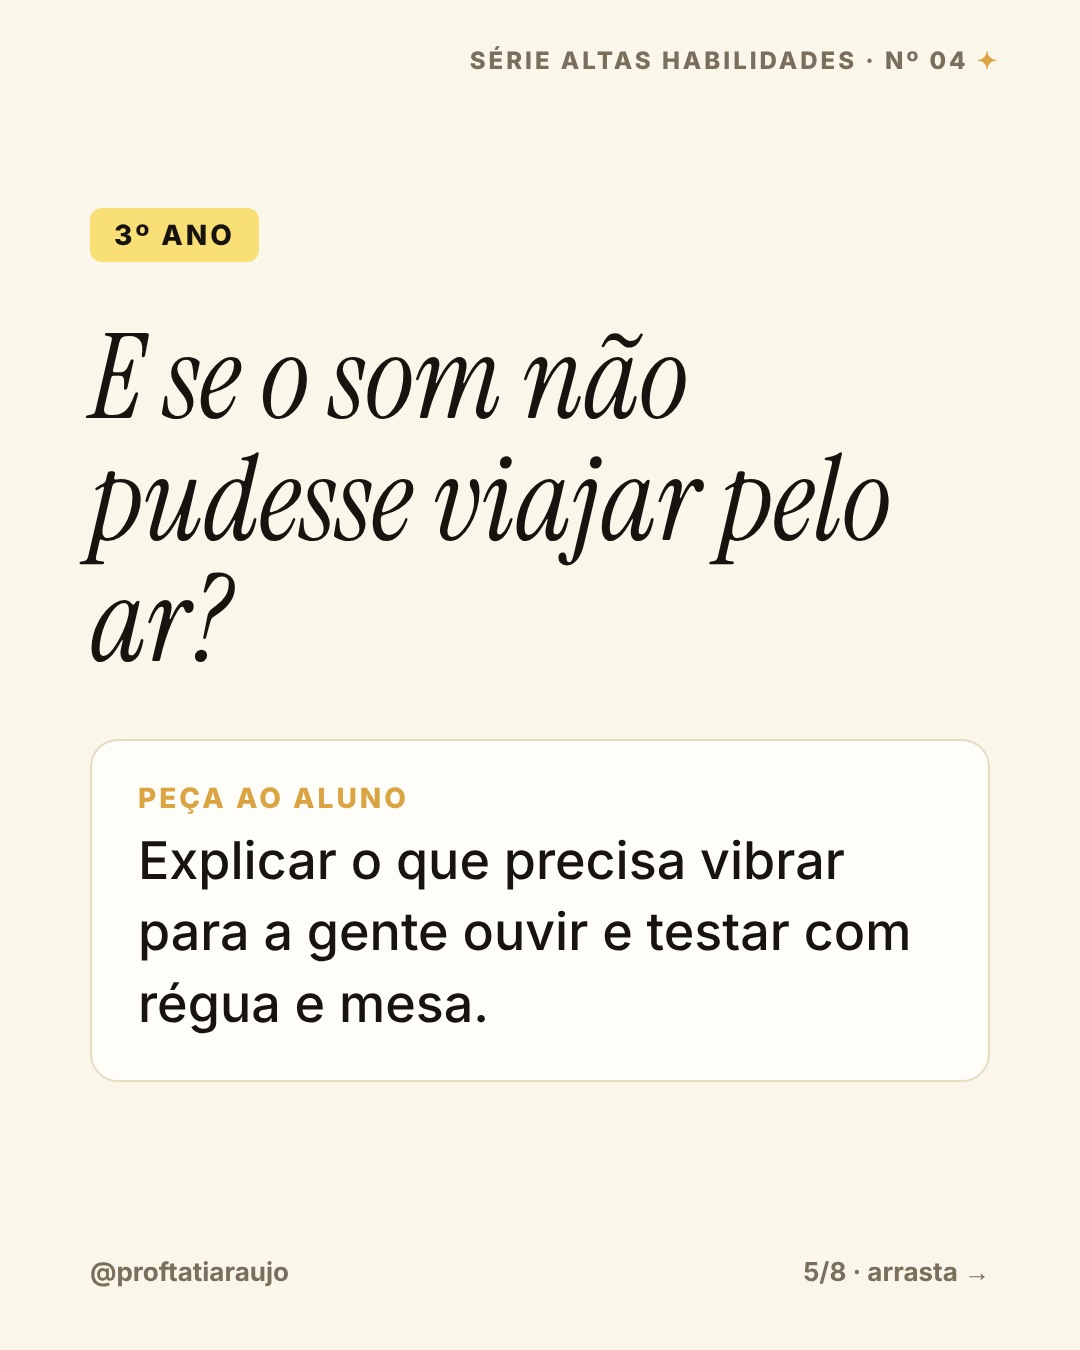 SÉRIE ALTAS HABILIDADES · Nº 04 ✦
3º ANO
E se o som não
pudesse viajar pelo
ar?
PEÇA AO ALUNO
Explicar o que precisa vibrar
para a gente ouvir e testar com
régua e mesa.
@proftatiaraujo
5/8 · arrasta →